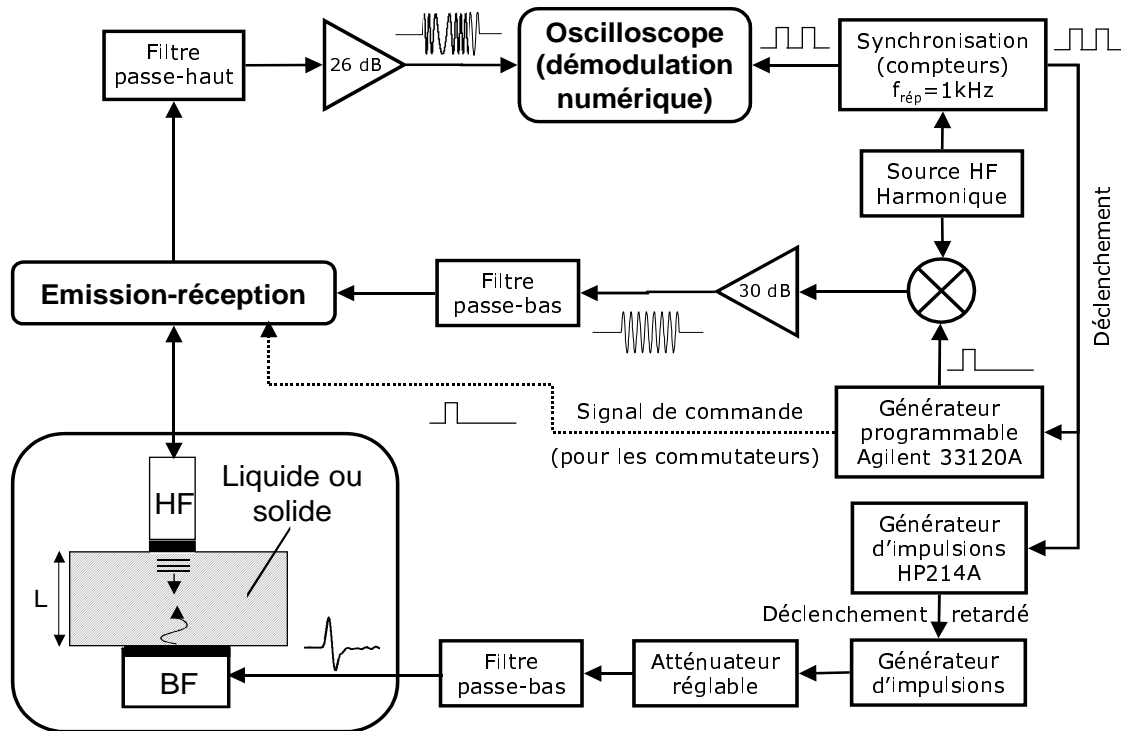 Filtre
passe-haut
26 dB
Oscilloscope
(démodulation
numérique)
Synchronisation
(compteurs)
f_rép=1kHz
Source HF
Harmonique
Déclenchement
Emission-réception
Filtre
passe-bas
30 dB
Signal de commande
(pour les commutateurs)
Générateur
programmable
Agilent 33120A
HF
Liquide ou
solide
L
BF
Générateur
d'impulsions
HP214A
Déclenchement retardé
Filtre
passe-bas
Atténuateur
réglable
Générateur
d'impulsions